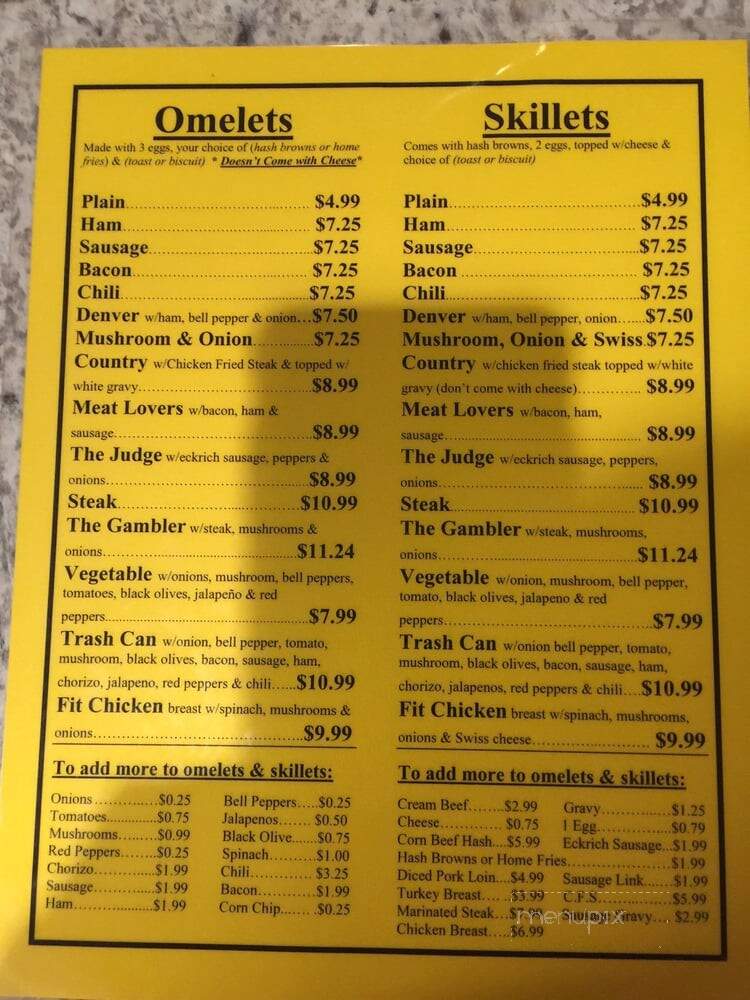 Omelets
Made with 3 eggs, your choice of (hash browns or home
fries) & (toast or biscuit) * Doesn't Come with Cheese*
Plain.......... $4.99
Ham.......... $7.25
Sausage..........$7.25
Bacon..........$7.25
Chili..........$7.25
Denver w/ham, bell pepper & onion...$7.50
Mushroom & Onion..........$7.25
Country w/Chicken Fried Steak & topped w/
white gravy..........$8.99
Meat Lovers w/bacon, ham &
sausage..........$8.99
The Judge w/eckrich sausage, peppers &
onions..........$8.99
Steak..........$10.99
The Gambler w/steak, mushrooms &
onions..........$11.24
Vegetable w/onions, mushroom, bell peppers,
tomatoes, black olives, jalapeño & red
peppers..........$7.99
Trash Can w/onion, bell pepper, tomato,
mushroom, black olives, bacon, sausage, ham,
chorizo, jalapeno, red peppers & chili......$10.99
Fit Chicken breast w/spinach, mushrooms &
onions..........$9.99
To add more to omelets & skillets:
Onions..........$0.25 Bell Peppers.....$0.25
Tomatoes..........$0.75 Jalapenos...... $0.50
Mushrooms........$0.99 Black Olive......$0.75
Red Peppers........$0.25 Spinach..........$1.00
Chorizo..........$1.99 Chili..........$3.25
Sausage..........$1.99 Bacon..........$1.99
Ham..........$1.99 Corn Chip........$0.25
Skillets
Comes with hash browns, 2 eggs, topped w/cheese &
choice of (toast or biscuit)
Plain..........$4.99
Ham.......... $7.25
Sausage..........$7.25
Bacon .......... $7.25
Chili..........$7.25
Denver w/ham, bell pepper, onion......$7.50
Mushroom, Onion & Swiss.$7.25
Country w/chicken fried steak topped w/white
gravy (don't come with cheese)..........$8.99
Meat Lovers w/bacon, ham,
sausage.......... $8.99
The Judge w/eckrich sausage, peppers,
onions.......... $8.99
Steak.......... $10.99
The Gambler w/steak, mushrooms,
onions..........$11.24
Vegetable w/onion, mushroom, bell pepper,
tomato, black olives, jalapeno & red
peppers..........$7.99
Trash Can w/onion bell pepper, tomato,
mushroom, black olives, bacon, sausage, ham,
chorizo, jalapenos, red peppers & chili....$10.99
Fit Chicken breast w/spinach, mushrooms,
onions & Swiss cheese.......... $9.99
To add more to omelets & skillets:
Cream Beef.......$2.99 Gravy..........$1.25
Cheese.......... $0.75 1 Egg..........$0.79
Corn Beef Hash....$5.99 Eckrich Sausage...$1.99
Hash Browns or Home Fries..........$1.99
Diced Pork Loin....$4.99 Sausage Link......$1.99
Turkey Breast.... $3.99 C.F.S..........$5.99
Marinated Steak... Sausage Gravy.... $2.99
Chicken Breast....$6.99
menupix